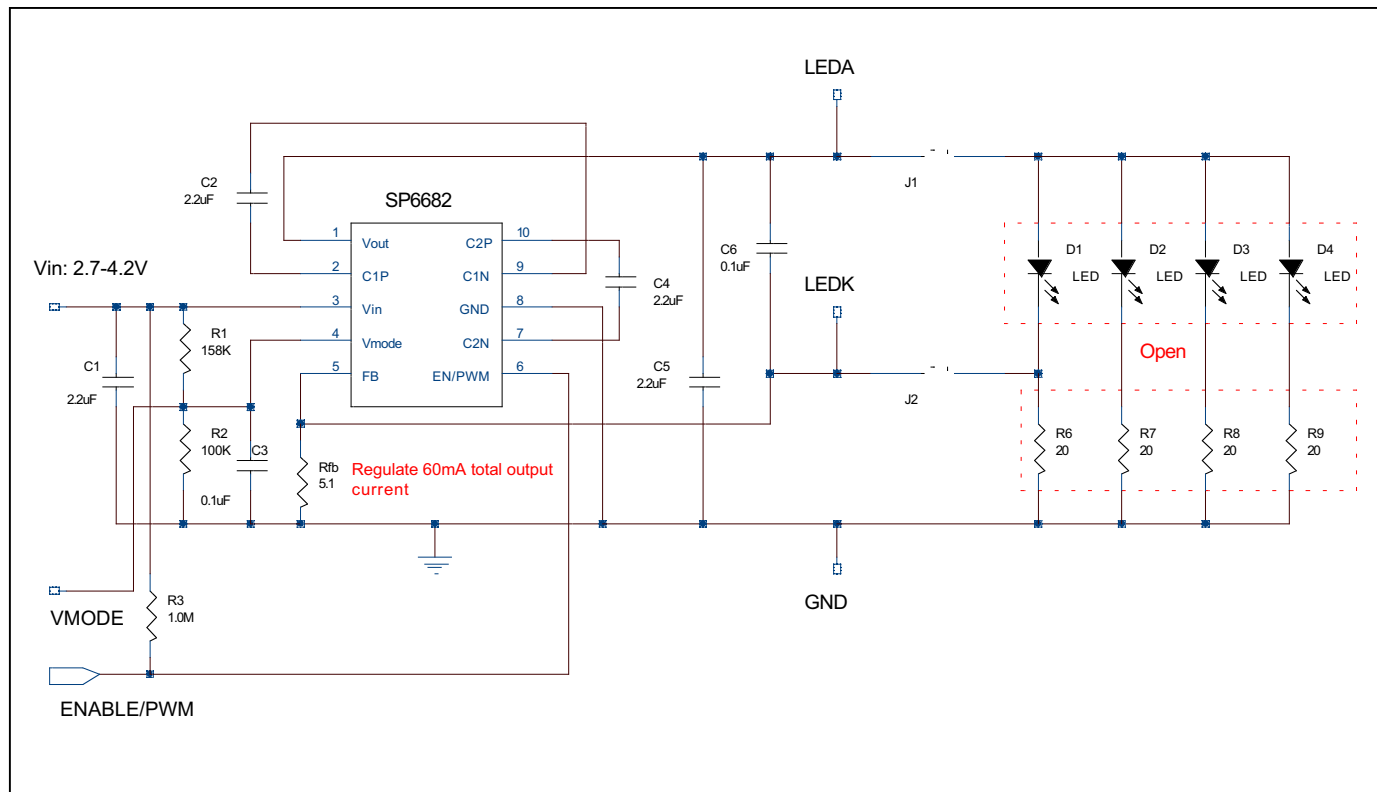 LEDA
C2
2.2uF
J1
SP6682
1
Vout
C2P
10
2
C1P
C1N
9
3
Vin
GND
8
4
Vmode
C2N
7
5
FB
EN/PWM
6
Vin: 2.7-4.2V
C6
0.1uF
C4
2.2uF
LEDK
D1
LED
D2
LED
D3
LED
D4
LED
R1
158K
C1
2.2uF
C5
2.2uF
Open
J2
R2
100K
C3
0.1uF
Rfb
5.1
Regulate 60mA total output
current
R6
20
R7
20
R8
20
R9
20
VMODE
R3
1.0M
GND
ENABLE/PWM